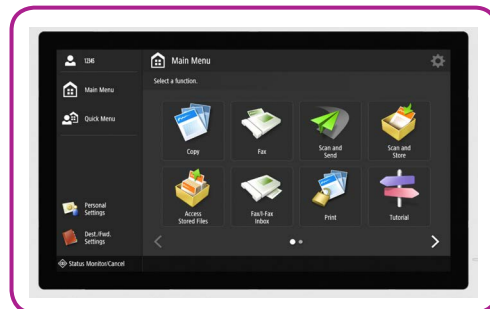 12345
Main Menu
Select a function.
Main Menu
Quick Menu
Copy
Fax
Scan and
Send
Scan and
Store
Personal
Settings
Dest./Fwd.
Settings
Access
Stored Files
Fax/I-Fax
Inbox
Print
Tutorial
Status Monitor/Cancel